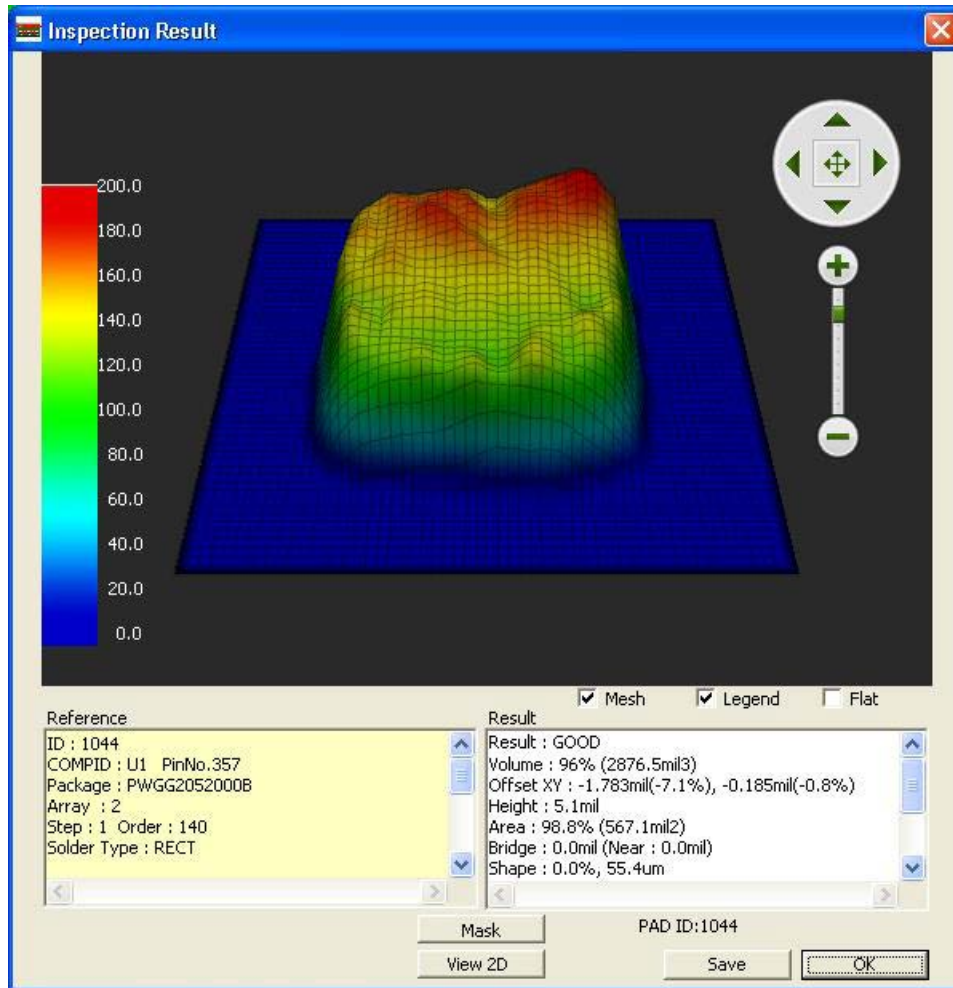 Inspection Result
200.0
180.0
160.0
140.0
120.0
100.0
80.0
60.0
40.0
20.0
0.0
Mesh Legend Flat
Reference
ID : 1044
COMPID : U1 PinNo.357
Package : PWGG2052000B
Array : 2
Step : 1 Order : 140
Solder Type : RECT
Result
Result : GOOD
Volume : 96% (2876.5mil3)
Offset XY : -1.783mil(-7.1%), -0.185mil(-0.8%)
Height : 5.1mil
Area : 98.8% (567.1mil2)
Bridge : 0.0mil (Near : 0.0mil)
Shape : 0.0%, 55.4um
Mask
PAD ID:1044
View 2D
Save
OK